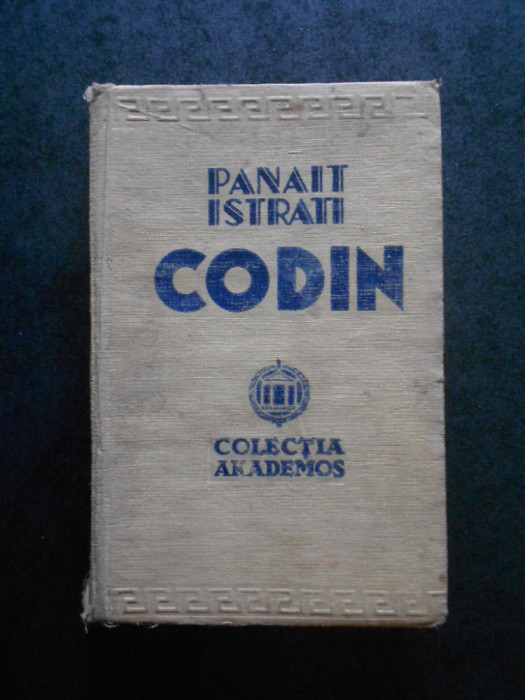 PANAIT
ISTRATI
CODIN
COLECȚIA
AKADEMOS